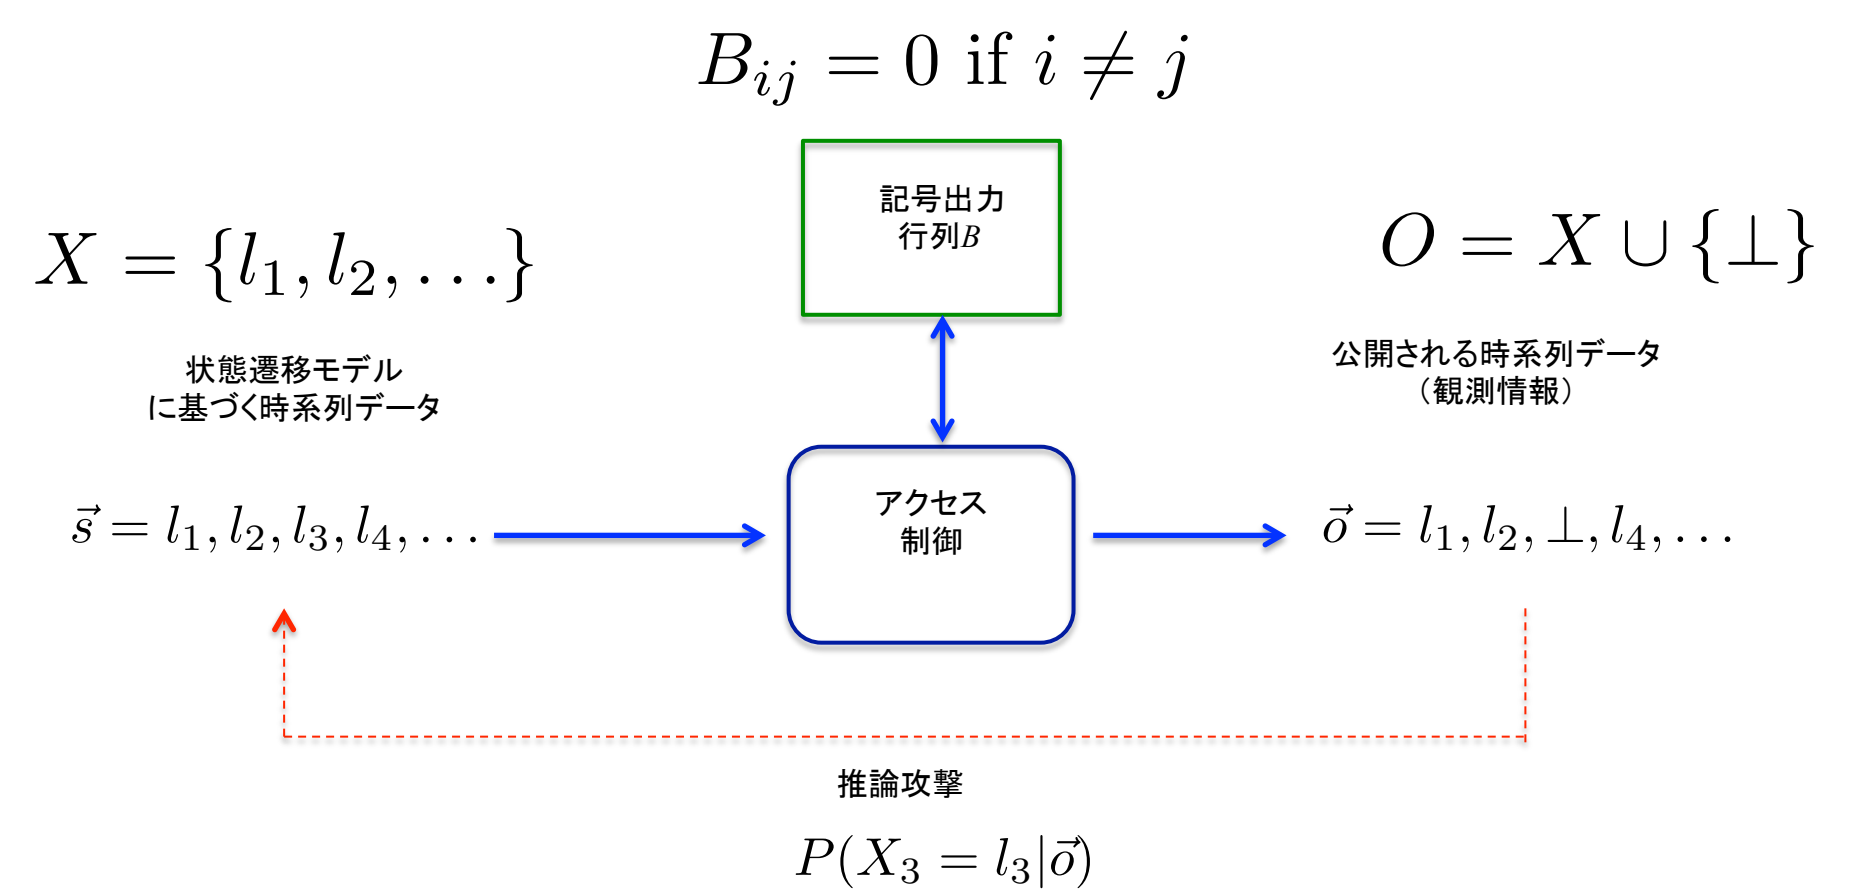 B_{ij} = 0 if i ≠ j
記号出力
行列B
X = {l_1, l_2, . . .}
O = X ∪ {⊥}
状態遷移モデル
に基づく時系列データ
公開される時系列データ
（観測情報）
s⃗ = l_1, l_2, l_3, l_4, . . .
アクセス
制御
o⃗ = l_1, l_2, ⊥, l_4, . . .
推論攻撃
P(X_3 = l_3|o⃗)